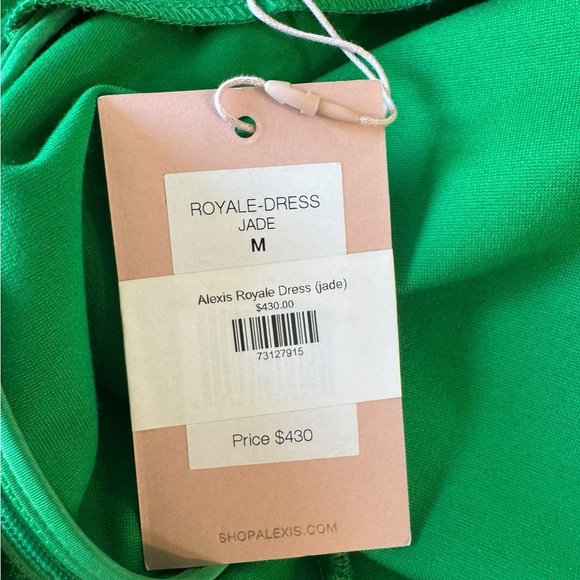 ROYALE-DRESS
JADE
M
Alexis Royale Dress (jade)
$430.00
73127915
Price $430
SHOPALEXIS.COM